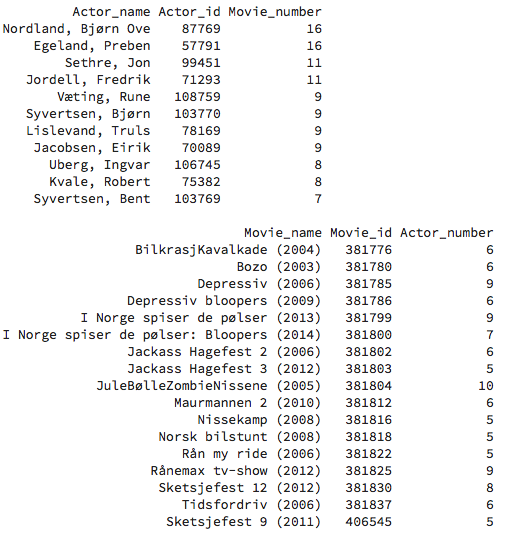 Actor_name Actor_id Movie_number
Nordland, Bjørn Ove 87769 16
Egeland, Preben 57791 16
Sethre, Jon 99451 11
Jordell, Fredrik 71293 11
Væting, Rune 108759 9
Syvertsen, Bjørn 103770 9
Lislevand, Truls 78169 9
Jacobsen, Eirik 70089 9
Uberg, Ingvar 106745 8
Kvale, Robert 75382 8
Syvertsen, Bent 103769 7
Movie_name Movie_id Actor_number
BilkrasjKavalkade (2004) 381776 6
Bozo (2003) 381780 6
Depressiv (2006) 381785 9
Depressiv bloopers (2009) 381786 6
I Norge spiser de pølser (2013) 381799 9
I Norge spiser de pølser: Bloopers (2014) 381800 7
Jackass Hagefest 2 (2006) 381802 6
Jackass Hagefest 3 (2012) 381803 5
JuleBølleZombieNissene (2005) 381804 10
Maurmannen 2 (2010) 381812 6
Nissekamp (2008) 381816 5
Norsk bilstunt (2008) 381818 5
Rån my ride (2006) 381822 5
Rånemax tv-show (2012) 381825 9
Sketsjefest 12 (2012) 381830 8
Tidsfordriv (2006) 381837 6
Sketsjefest 9 (2011) 406545 5